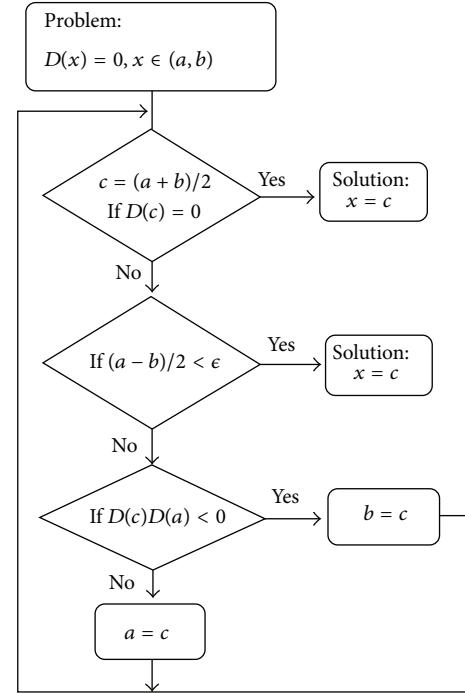 Problem:
D(x) = 0, x ∈ (a, b)
c = (a + b)/2
If D(c) = 0
Yes
Solution:
x = c
No
If (a − b)/2 < ϵ
Yes
Solution:
x = c
No
If D(c)D(a) < 0
Yes
b = c
No
a = c